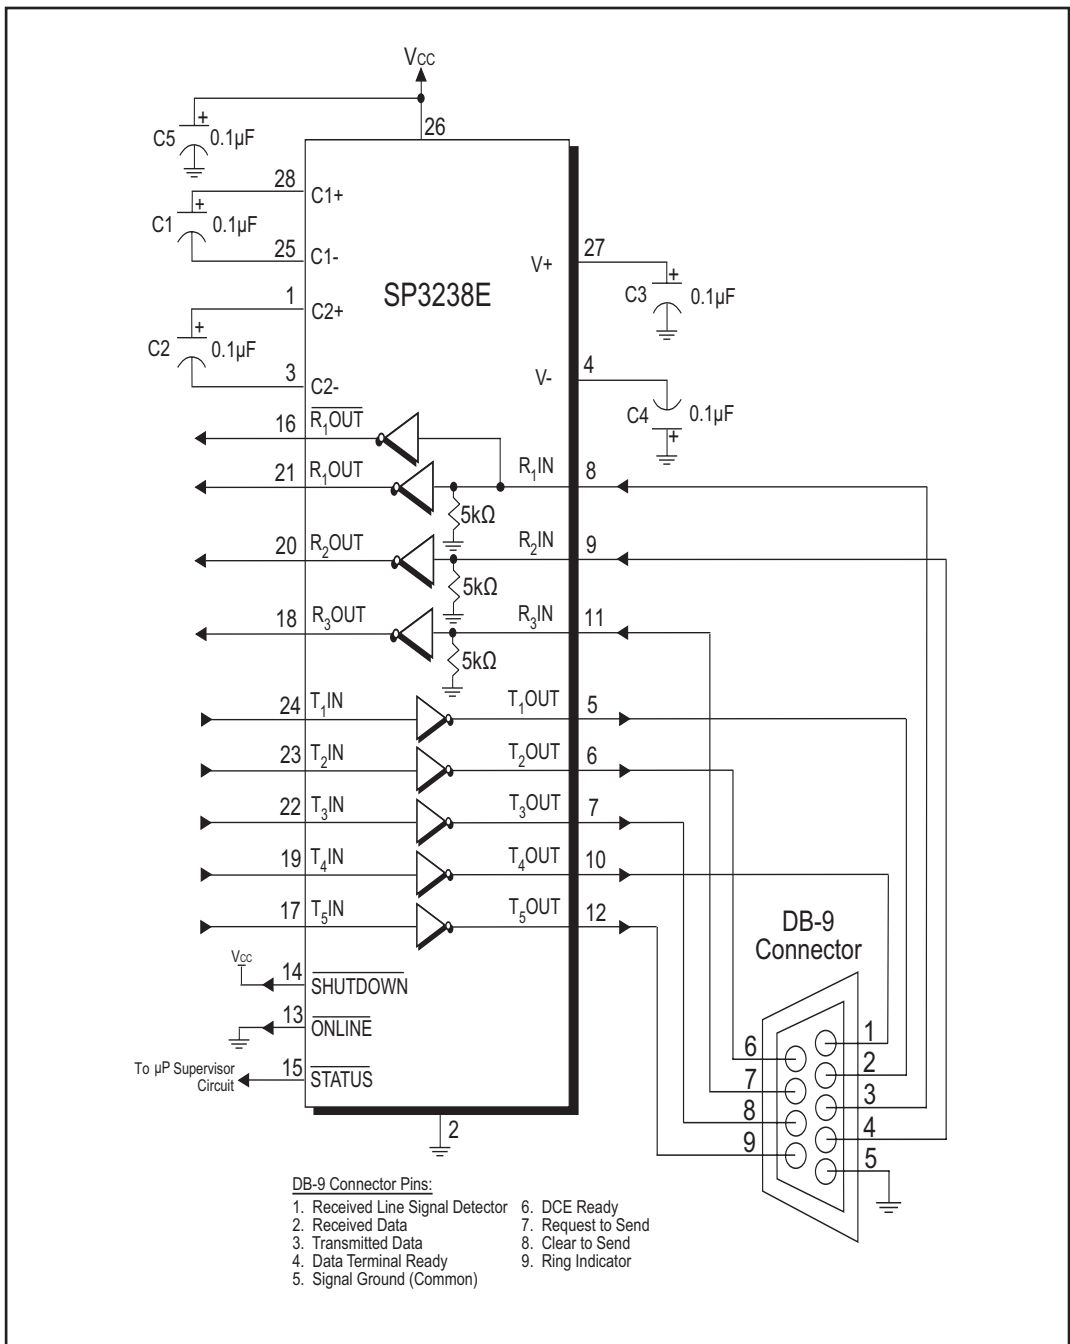 VCC
26
C5
+
0.1µF
28
C1+
C1
+
0.1µF
25
C1-
SP3238E
V+
27
C3
+
0.1µF
1
C2+
C2
+
0.1µF
3
C2-
V-
4
C4
0.1µF
+
16
R1OUT
21
R1OUT
R1IN
8
5kΩ
20
R2OUT
R2IN
9
5kΩ
18
R3OUT
R3IN
11
5kΩ
24
T1IN
T1OUT
5
23
T2IN
T2OUT
6
22
T3IN
T3OUT
7
19
T4IN
T4OUT
10
17
T5IN
T5OUT
12
VCC
14
SHUTDOWN
13
ONLINE
To µP Supervisor
Circuit
15
STATUS
2
DB-9
Connector
6
7
8
9
1
2
3
4
5
DB-9 Connector Pins:
1. Received Line Signal Detector
2. Received Data
3. Transmitted Data
4. Data Terminal Ready
5. Signal Ground (Common)
6. DCE Ready
7. Request to Send
8. Clear to Send
9. Ring Indicator